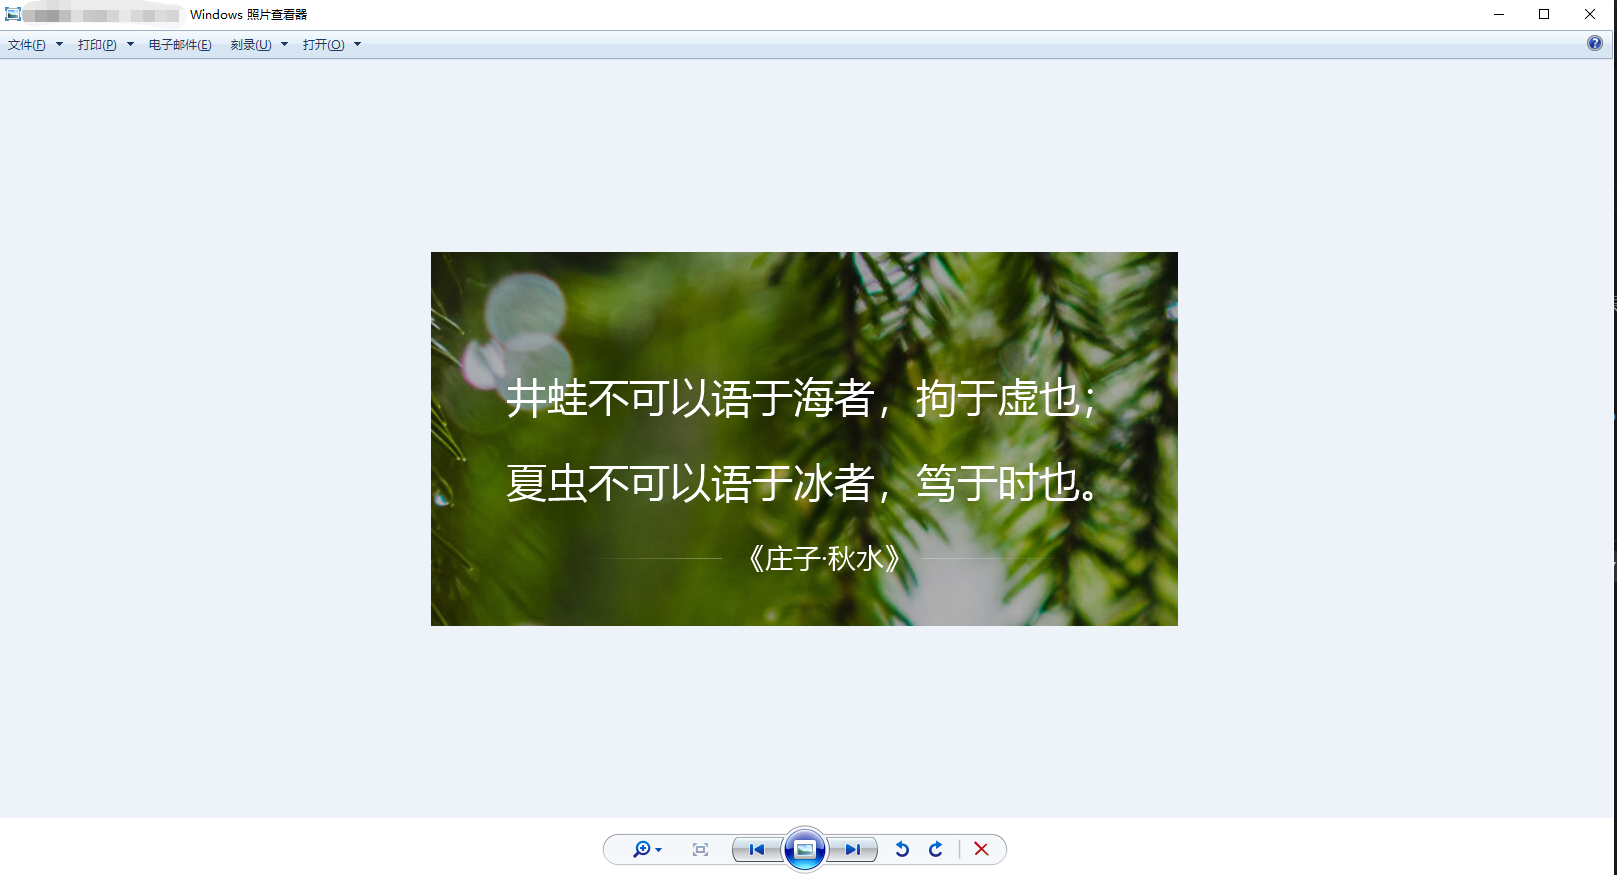 Windows 照片查看器
文件(F) 打印(P) 电子邮件(E) 刻录(U) 打开(O)
井蛙不可以语于海者，拘于虚也；
夏虫不可以语于冰者，笃于时也。
《庄子·秋水》